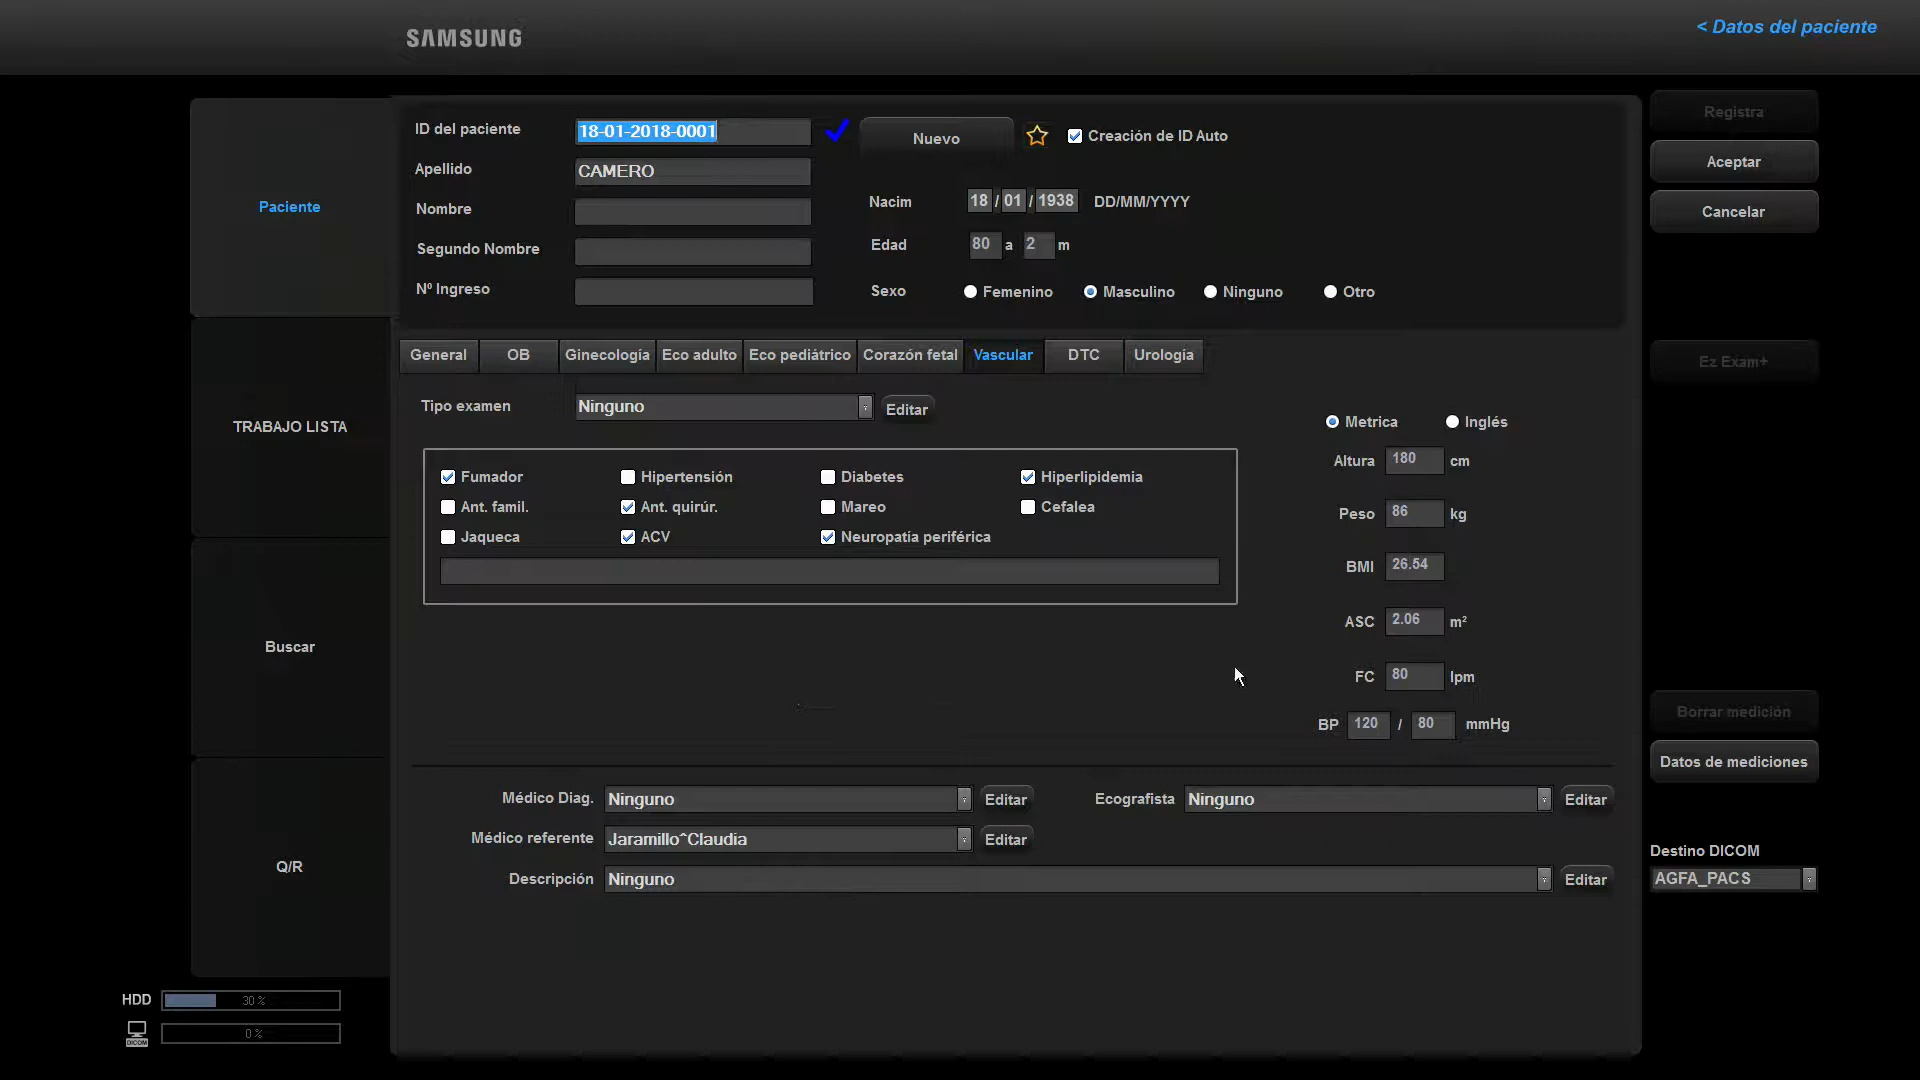 SAMSUNG
< Datos del paciente
Paciente
TRABAJO LISTA
Buscar
Q/R
HDD 30 %
DICOM 0 %
ID del paciente 18-01-2018-0001 Nuevo Creación de ID Auto
Apellido CAMERO
Nombre
Segundo Nombre
Nº Ingreso
Nacim 18 / 01 / 1938 DD/MM/YYYY
Edad 80 a 2 m
Sexo Femenino Masculino Ninguno Otro
General OB Ginecología Eco adulto Eco pediátrico Corazón fetal Vascular DTC Urología
Tipo examen Ninguno Editar
Fumador Hipertensión Diabetes Hiperlipidemia
Ant. famil. Ant. quirúr. Mareo Cefalea
Jaqueca ACV Neuropatía periférica
Metrica Inglés
Altura 180 cm
Peso 86 kg
BMI 26.54
ASC 2.06 m²
FC 80 lpm
BP 120 / 80 mmHg
Médico Diag. Ninguno Editar Ecografista Ninguno Editar
Médico referente Jaramillo^Claudia Editar
Descripción Ninguno Editar
Registra
Aceptar
Cancelar
Ez Exam+
Borrar medición
Datos de mediciones
Destino DICOM
AGFA_PACS